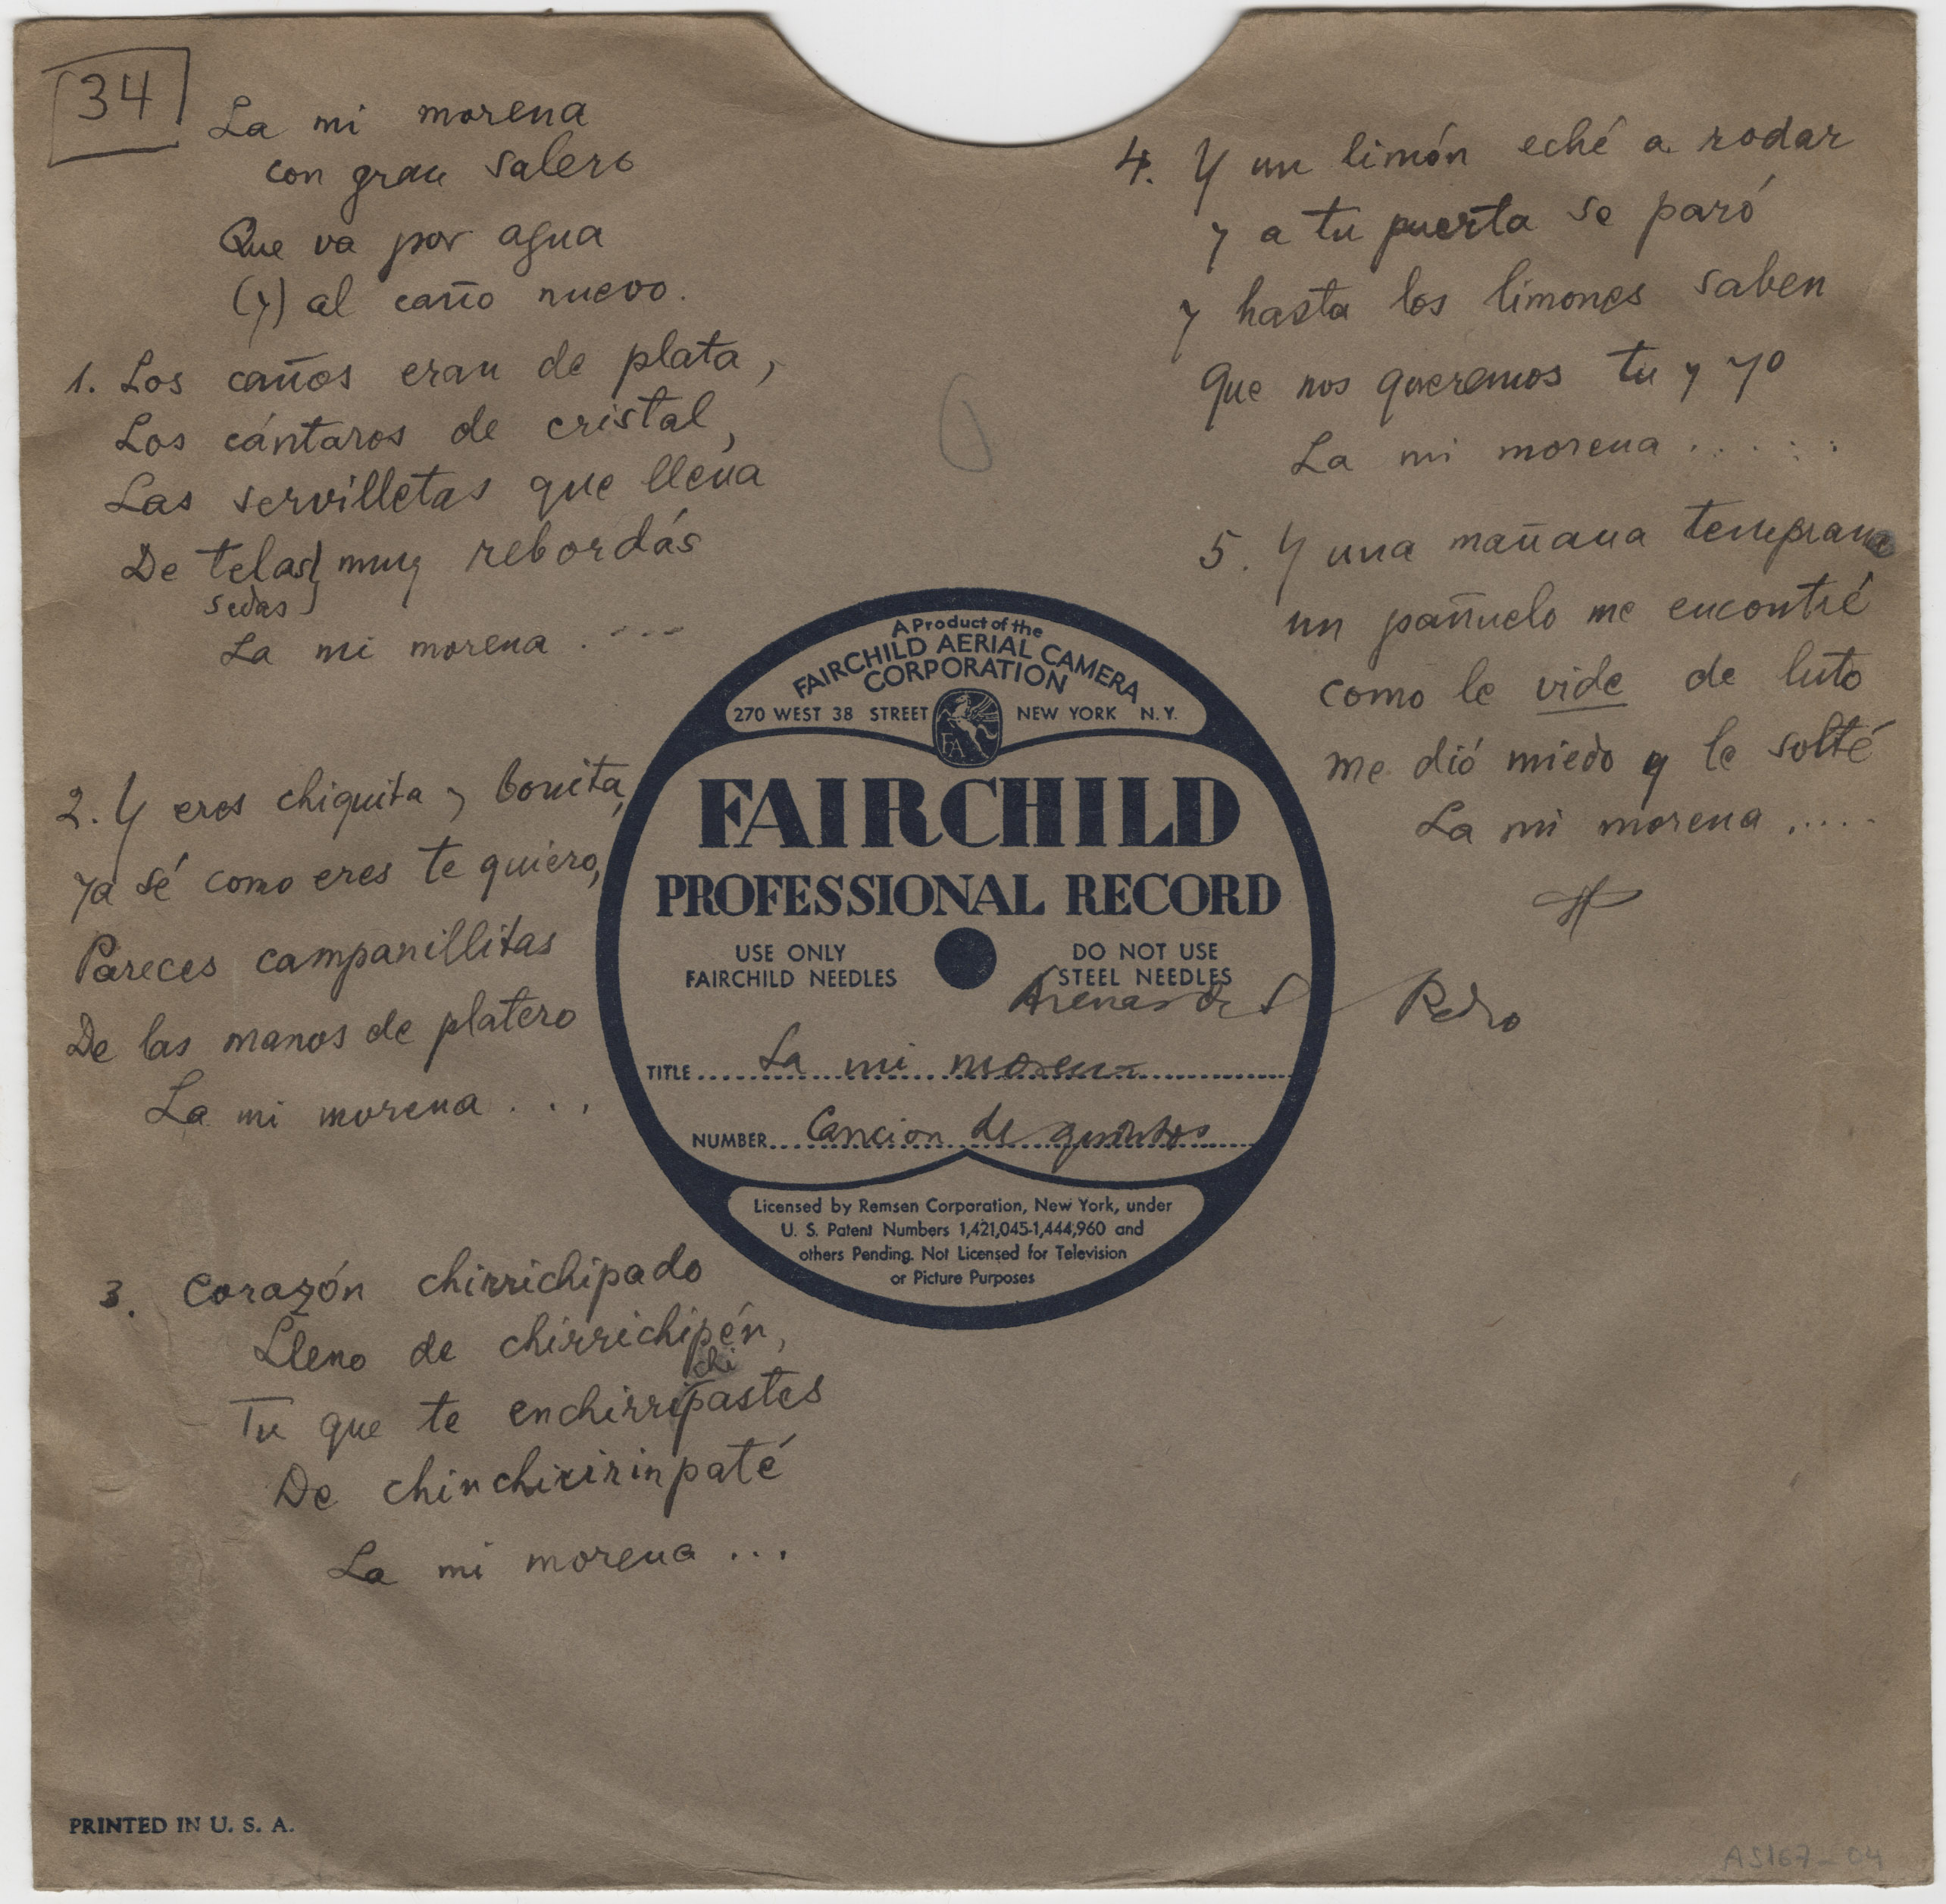 34
La mi morena
con gran salero
Que va por agua
(y) al caño nuevo.
1. Los caños eran de plata,
Los cántaros de cristal,
Las servilletas que lleva
De telas} muy rebordás
sedas}
La mi morena . ---
2. Y eres chiquita y bonita,
ya sé como eres te quiero,
Pareces campanillitas
De las manos de platero
La mi morena . . .
3. Corazón chirrichipado
Lleno de chirrichipén,
chi
Tu que te enchirripastes
De chinchiririnpaté
La mi morena ...
4. Y un limón eché a rodar
y a tu puerta se paró
y hasta los limones saben
Que nos queremos tu y yo
La mi morena . . . . . .
5. Y una mañana temprano
un pañuelo me encontré
como le vide de luto
me dió miedo y le solté
La mi morena .....
A Product of the
FAIRCHILD AERIAL CAMERA
CORPORATION
270 WEST 38 STREET NEW YORK N.Y.
FA
FAIRCHILD
PROFESSIONAL RECORD
USE ONLY
FAIRCHILD NEEDLES
DO NOT USE
STEEL NEEDLES
Arenas de S Pedro
TITLE La mi morena
NUMBER Cancion de quintos
Licensed by Remsen Corporation, New York, under
U. S. Patent Numbers 1,421,045-1,444,960 and
others Pending. Not Licensed for Television
or Picture Purposes
PRINTED IN U. S. A.
AS167-04